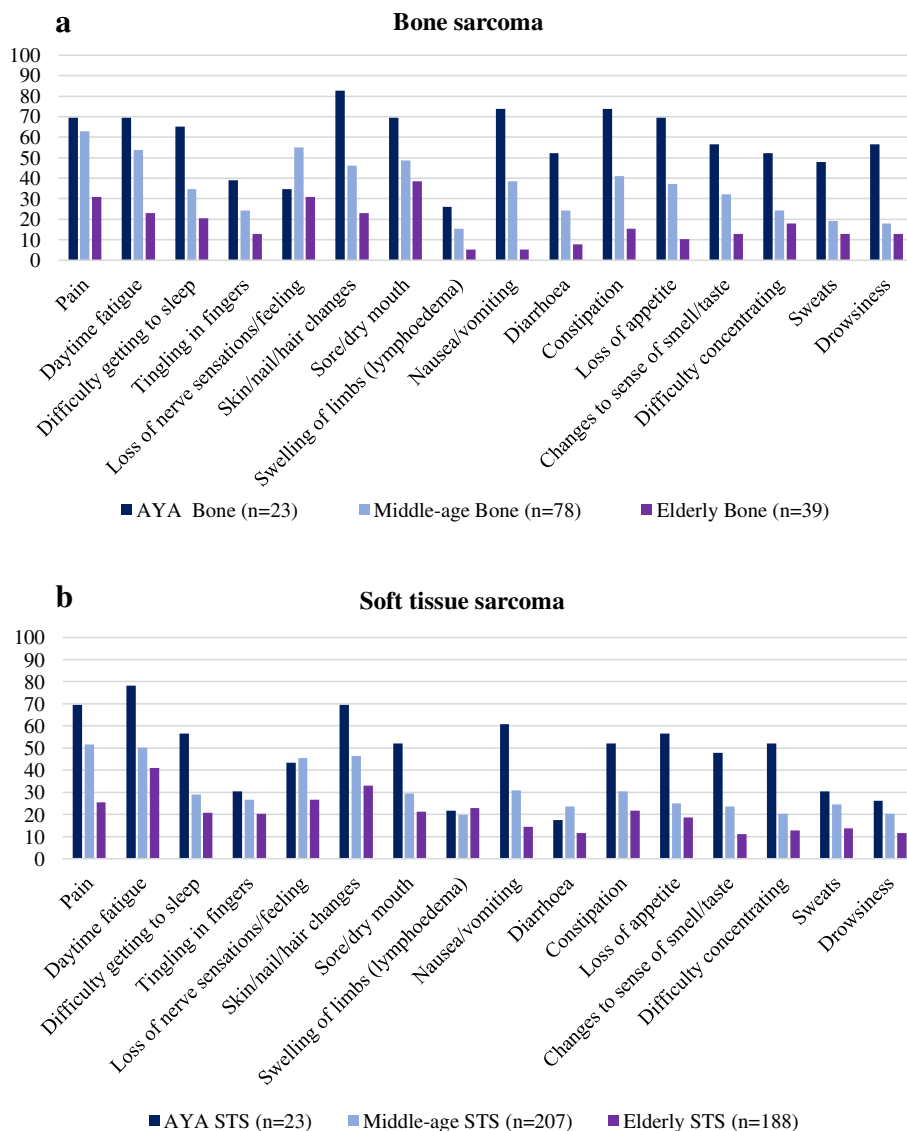 a
Bone sarcoma
100
90
80
70
60
50
40
30
20
10
0
Pain
Daytime fatigue
Difficulty getting to sleep
Tingling in fingers
Loss of nerve sensations/feeling
Skin/nail/hair changes
Sore/dry mouth
Swelling of limbs (lymphoedema)
Nausea/vomiting
Diarrhoea
Constipation
Loss of appetite
Changes to sense of smell/taste
Difficulty concentrating
Sweats
Drowsiness
AYA Bone (n=23) Middle-age Bone (n=78) Elderly Bone (n=39)
b
Soft tissue sarcoma
100
90
80
70
60
50
40
30
20
10
0
Pain
Daytime fatigue
Difficulty getting to sleep
Tingling in fingers
Loss of nerve sensations/feeling
Skin/nail/hair changes
Sore/dry mouth
Swelling of limbs (lymphoedema)
Nausea/vomiting
Diarrhoea
Constipation
Loss of appetite
Changes to sense of smell/taste
Difficulty concentrating
Sweats
Drowsiness
AYA STS (n=23) Middle-age STS (n=207) Elderly STS (n=188)